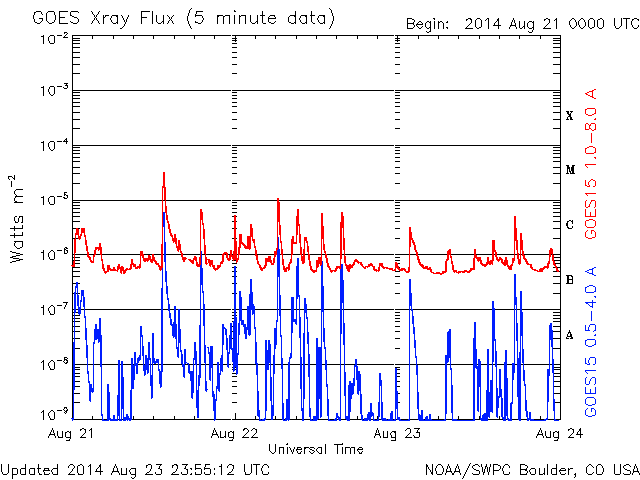 GOES Xray Flux (5 minute data)
Begin: 2014 Aug 21 0000 UTC
10-2
10-3
10-4
10-5
10-6
10-7
10-8
10-9
Watts m-2
X
M
C
B
A
GOES15 1.0-8.0 A
GOES15 0.5-4.0 A
Aug 21 Aug 22 Aug 23 Aug 24
Universal Time
Updated 2014 Aug 23 23:55:12 UTC
NOAA/SWPC Boulder, CO USA